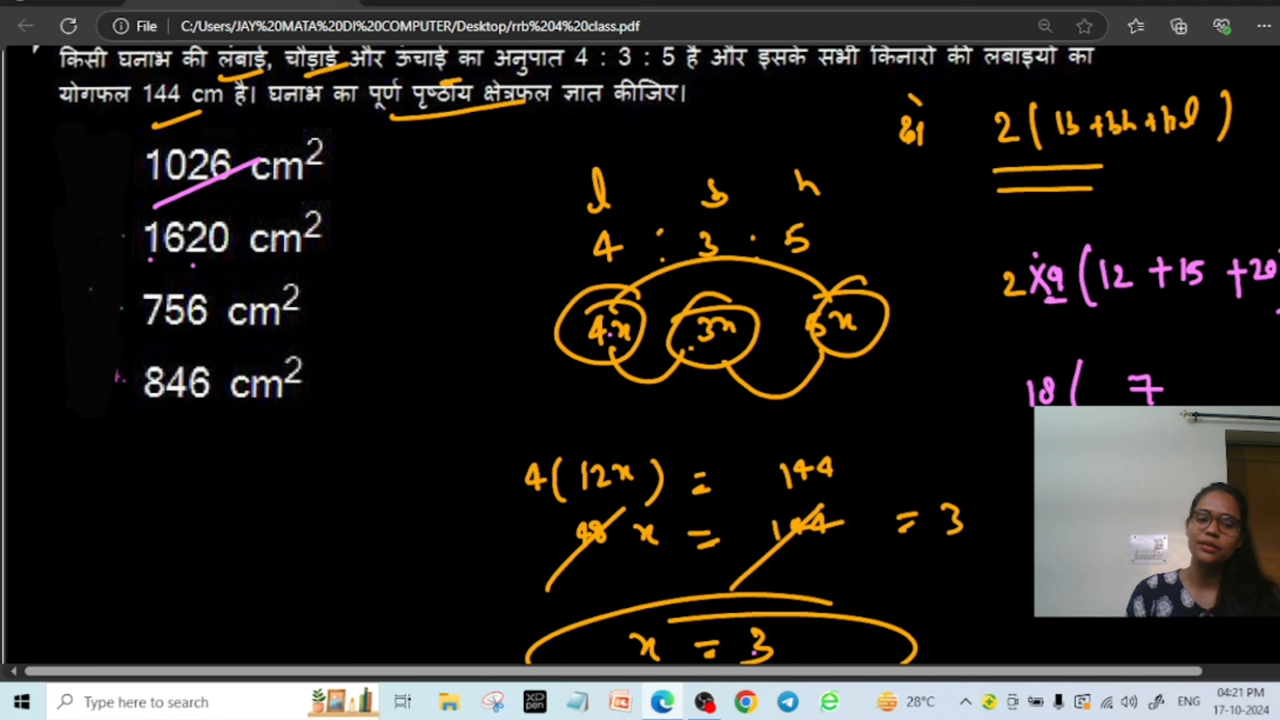 File C:/Users/JAY%20MATA%20DI%20COMPUTER/Desktop/rrb%204%20class.pdf
किसी घनाभ की लंबाई, चौड़ाई और ऊंचाई का अनुपात 4 : 3 : 5 है और इसके सभी किनारों की लंबाइयों का
योगफल 144 cm है। घनाभ का पूर्ण पृष्ठीय क्षेत्रफल ज्ञात कीजिए।
1026 cm²
1620 cm²
756 cm²
846 cm²
2 ( lb + bh + hl )
l b h
4 : 3 : 5
4x 3x 5x
2 x 9 ( 12 + 15 + 20
18 ( 7
4 ( 12x ) = 144
48 x = 144 = 3
x = 3
Type here to search
28°C
ENG
04:21 PM
17-10-2024